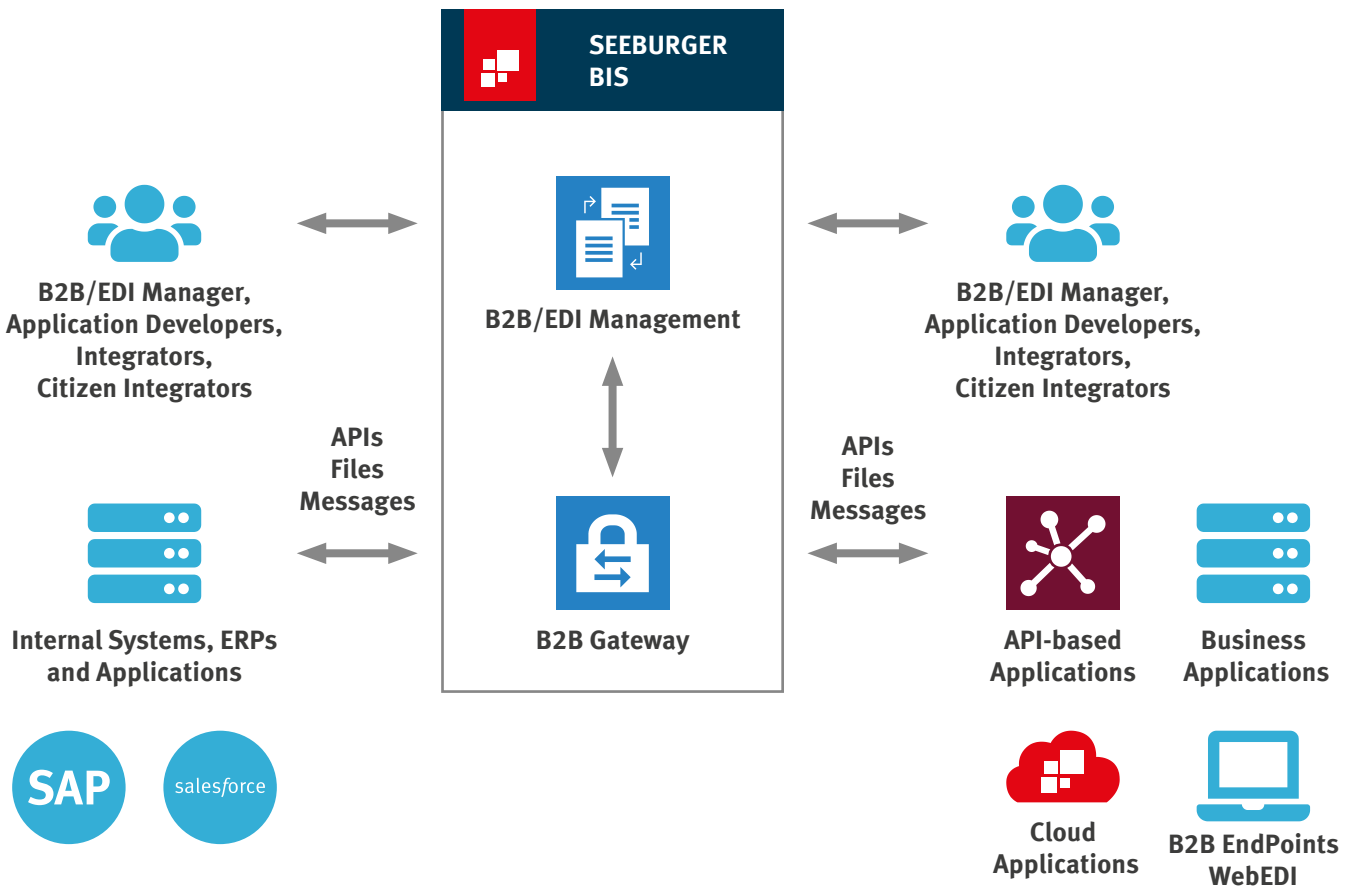 SEEBURGER
BIS
B2B/EDI Manager,
Application Developers,
Integrators,
Citizen Integrators
B2B/EDI Management
B2B/EDI Manager,
Application Developers,
Integrators,
Citizen Integrators
APIs
Files
Messages
APIs
Files
Messages
Internal Systems, ERPs
and Applications
B2B Gateway
API-based
Applications
Business
Applications
SAP
salesforce
Cloud
Applications
B2B EndPoints
WebEDI